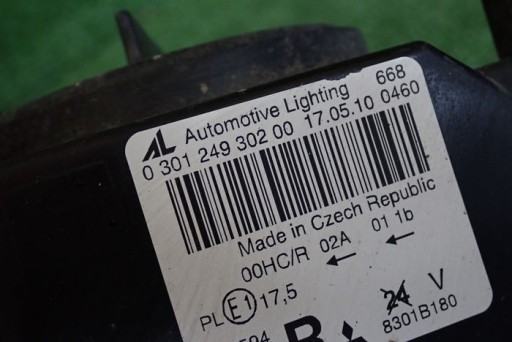 AL Automotive Lighting 668
0 301 249 302 00 17.05.10 0460
Made in Czech Republic
00HC/R 02A 01 1b
PL E1 17,5 24 V
8301B180